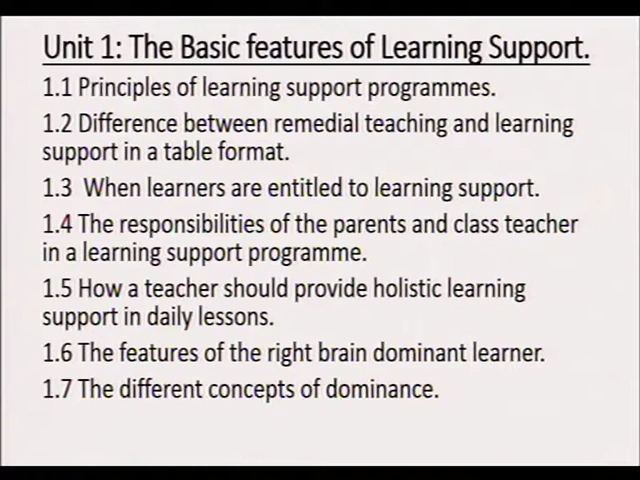 Unit 1: The Basic features of Learning Support.
1.1 Principles of learning support programmes.
1.2 Difference between remedial teaching and learning
support in a table format.
1.3  When learners are entitled to learning support.
1.4 The responsibilities of the parents and class teacher
in a learning support programme.
1.5 How a teacher should provide holistic learning
support in daily lessons.
1.6 The features of the right brain dominant learner.
1.7 The different concepts of dominance.